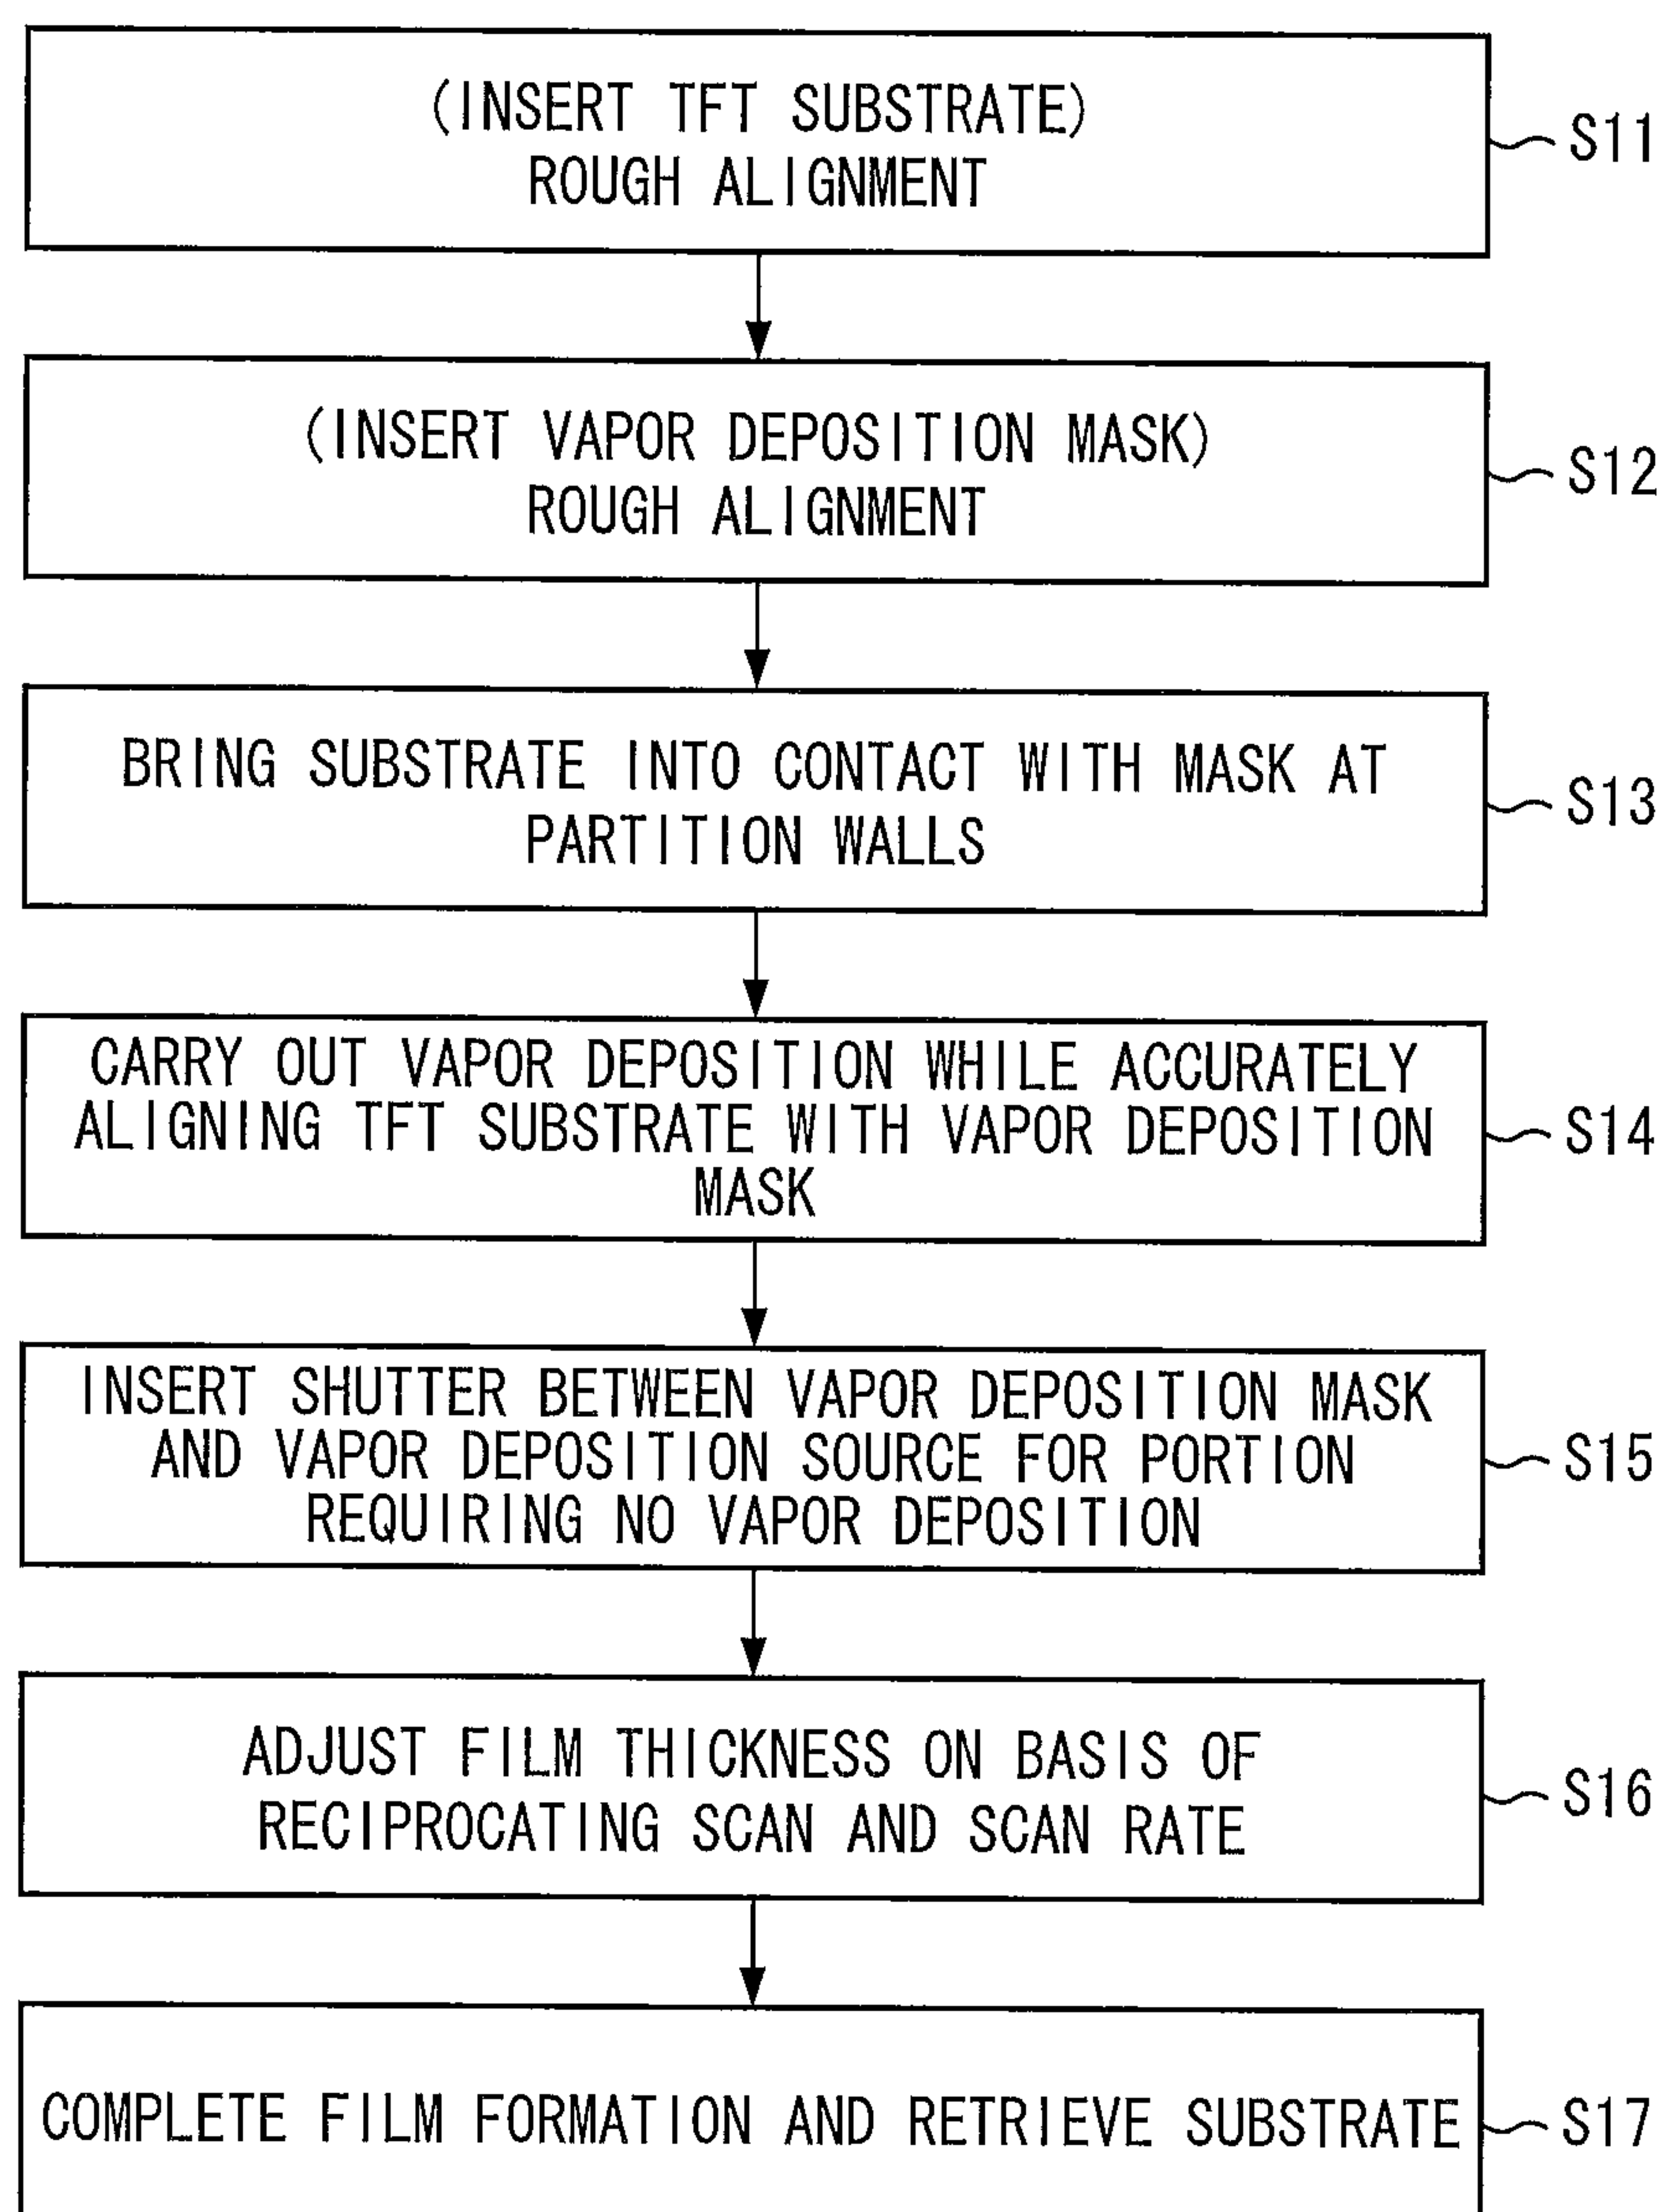 (INSERT TFT SUBSTRATE)
ROUGH ALIGNMENT
S11
(INSERT VAPOR DEPOSITION MASK)
ROUGH ALIGNMENT
S12
BRING SUBSTRATE INTO CONTACT WITH MASK AT
PARTITION WALLS
S13
CARRY OUT VAPOR DEPOSITION WHILE ACCURATELY
ALIGNING TFT SUBSTRATE WITH VAPOR DEPOSITION
MASK
S14
INSERT SHUTTER BETWEEN VAPOR DEPOSITION MASK
AND VAPOR DEPOSITION SOURCE FOR PORTION
REQUIRING NO VAPOR DEPOSITION
S15
ADJUST FILM THICKNESS ON BASIS OF
RECIPROCATING SCAN AND SCAN RATE
S16
COMPLETE FILM FORMATION AND RETRIEVE SUBSTRATE
S17